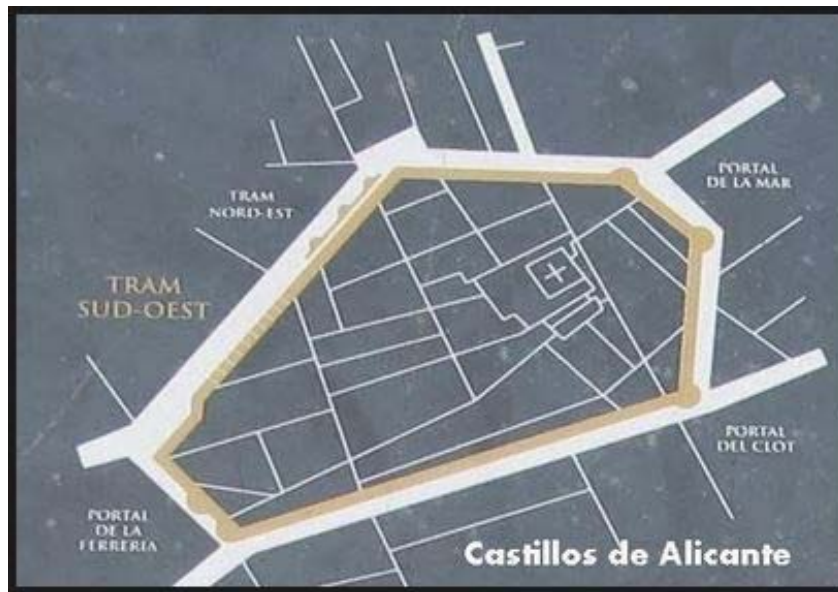 PORTAL
DE LA MAR
TRAM
NORD-EST
TRAM
SUD-OEST
PORTAL
DEL CLOT
PORTAL
DE LA
FERRERIA
Castillos de Alicante